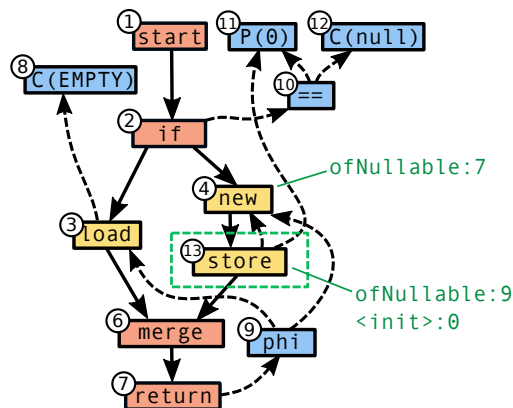 1 start
11 P(0)
12 C(null)
8 C(EMPTY)
10 ==
2 if
ofNullable:7
4 new
3 load
13 store
ofNullable:9
<init>:0
6 merge
9 phi
7 return